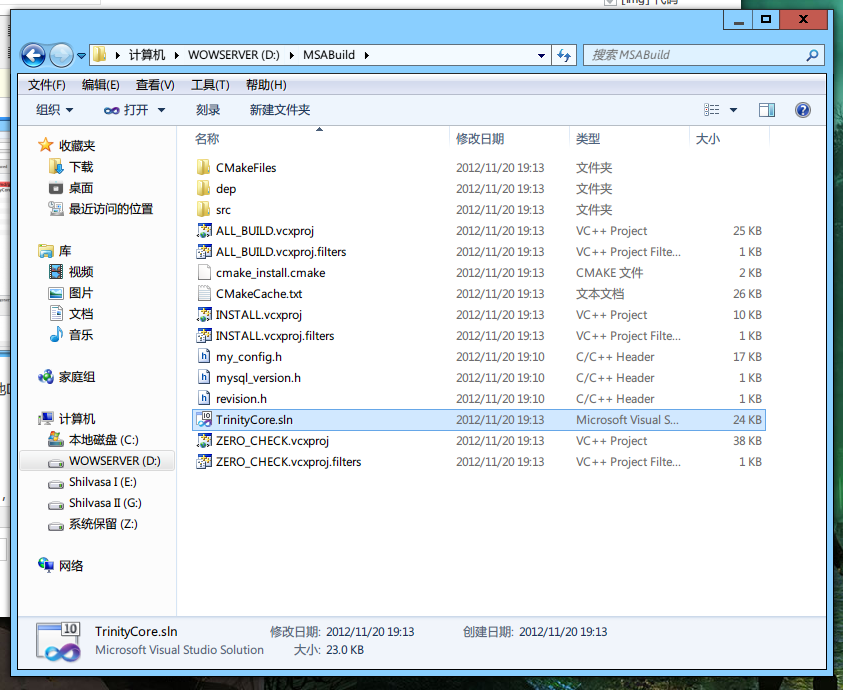 [img] 代码
计算机 WOWSERVER (D:) MSABuild
搜索 MSABuild
文件(F) 编辑(E) 查看(V) 工具(T) 帮助(H)
组织 打开 刻录 新建文件夹
收藏夹
下载
桌面
最近访问的位置
库
视频
图片
文档
音乐
家庭组
计算机
本地磁盘 (C:)
WOWSERVER (D:)
Shilvasa I (E:)
Shilvasa II (G:)
系统保留 (Z:)
网络
名称 修改日期 类型 大小
CMakeFiles 2012/11/20 19:13 文件夹
dep 2012/11/20 19:13 文件夹
src 2012/11/20 19:13 文件夹
ALL_BUILD.vcxproj 2012/11/20 19:13 VC++ Project 25 KB
ALL_BUILD.vcxproj.filters 2012/11/20 19:13 VC++ Project Filte... 1 KB
cmake_install.cmake 2012/11/20 19:13 CMAKE 文件 2 KB
CMakeCache.txt 2012/11/20 19:13 文本文档 26 KB
INSTALL.vcxproj 2012/11/20 19:13 VC++ Project 10 KB
INSTALL.vcxproj.filters 2012/11/20 19:13 VC++ Project Filte... 1 KB
my_config.h 2012/11/20 19:10 C/C++ Header 17 KB
mysql_version.h 2012/11/20 19:10 C/C++ Header 1 KB
revision.h 2012/11/20 19:10 C/C++ Header 1 KB
TrinityCore.sln 2012/11/20 19:13 Microsoft Visual S... 24 KB
ZERO_CHECK.vcxproj 2012/11/20 19:13 VC++ Project 38 KB
ZERO_CHECK.vcxproj.filters 2012/11/20 19:13 VC++ Project Filte... 1 KB
10
TrinityCore.sln 修改日期: 2012/11/20 19:13 创建日期: 2012/11/20 19:13
Microsoft Visual Studio Solution 大小: 23.0 KB